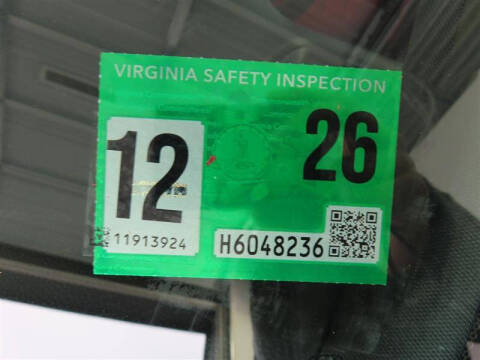 VIRGINIA SAFETY INSPECTION
12 26
11913924 H6048236